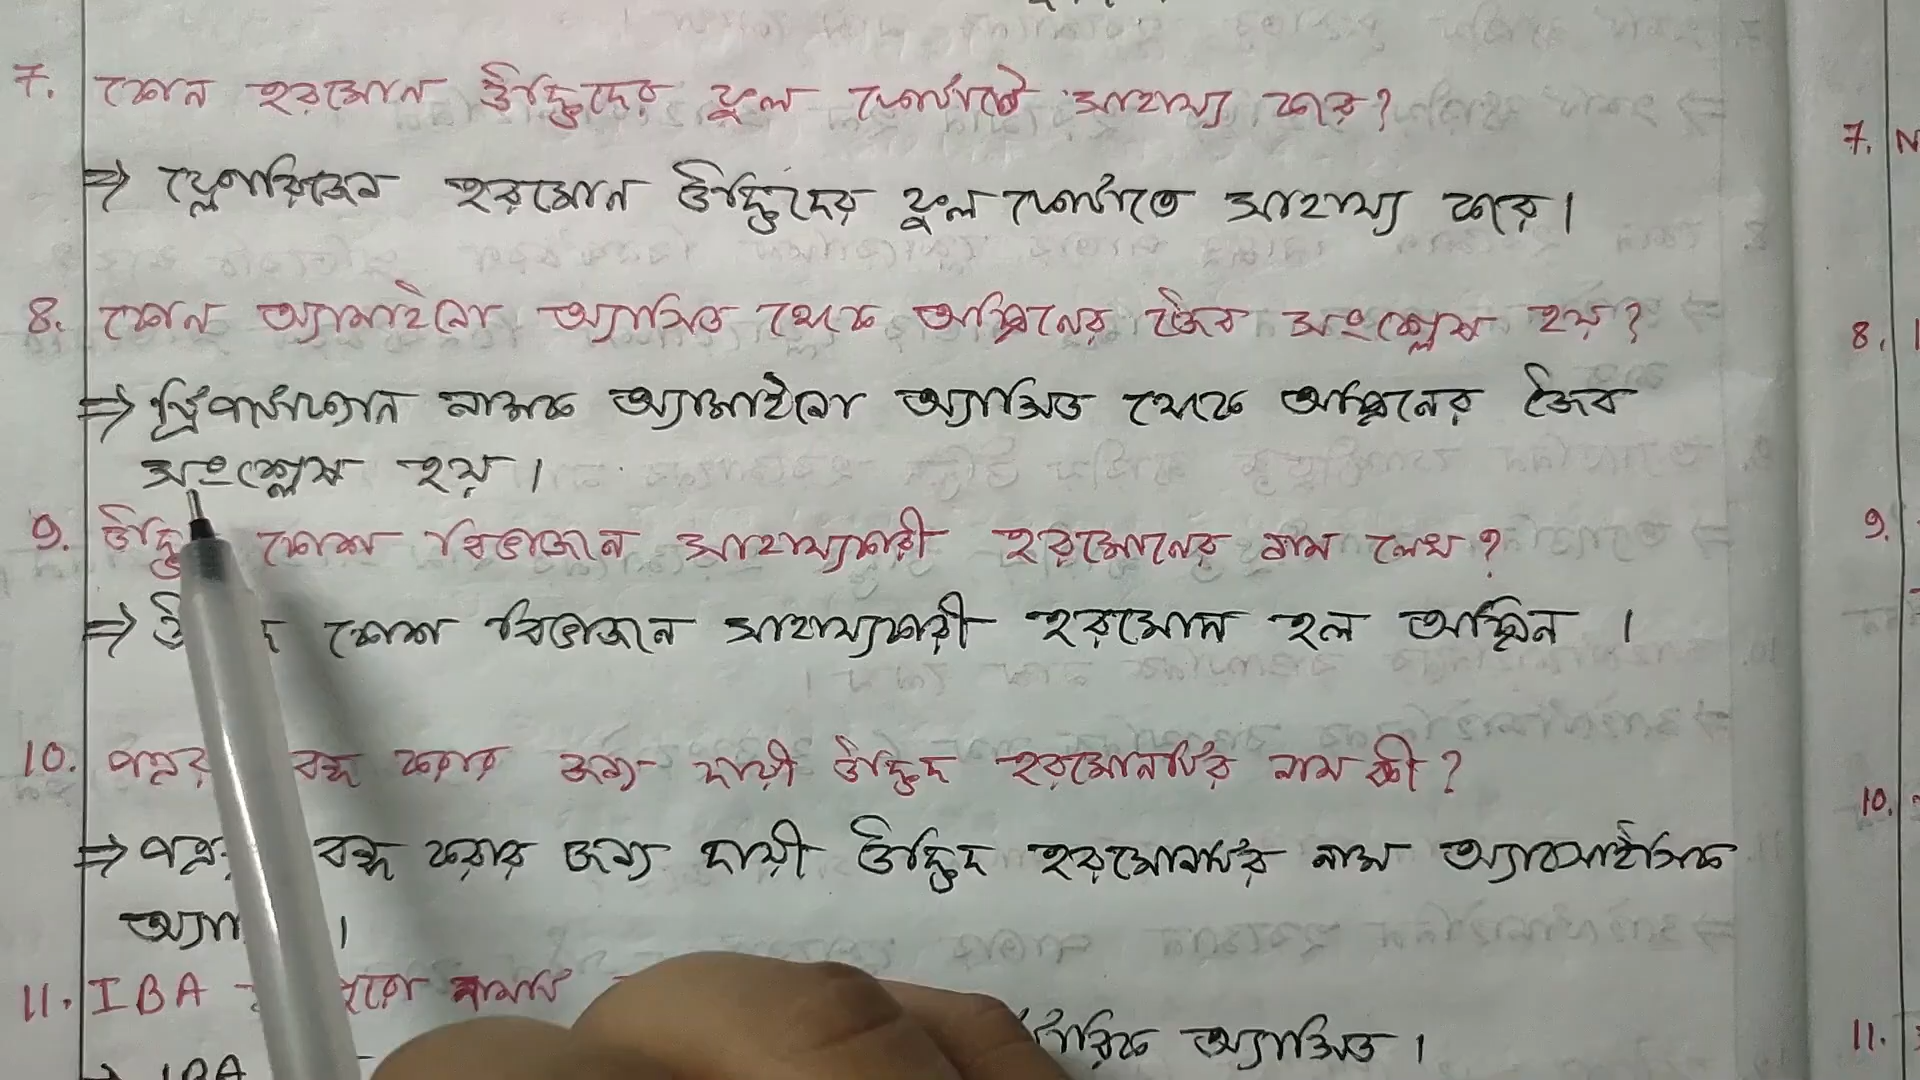 7. কোন হরমোন উদ্ভিদের ফুল ফোটাতে সাহায্য করে?
⇒ ফ্লোরিজেন হরমোন উদ্ভিদের ফুল ফোটাতে সাহায্য করে।
8. কোন অ্যামাইনো অ্যাসিড থেকে অক্সিনের জৈব সংশ্লেষ হয়?
⇒ ট্রিপটোফ্যান নামক অ্যামাইনো অ্যাসিড থেকে অক্সিনের জৈব
সংশ্লেষ হয়।
9. কোশ বিভাজনে সাহায্যকারী হরমোনের নাম লেখ?
⇒ কোশ বিভাজনে সাহায্যকারী হরমোন হল অক্সিন।
10. বন্ধ করার জন্য দায়ী উদ্ভিদ হরমোনটির নাম কী?
⇒ বন্ধ করার জন্য দায়ী উদ্ভিদ হরমোনটির নাম অ্যাবসাইসিক
11. IBA
অ্যাসিড।
7. N
8.
9.
10.
11.